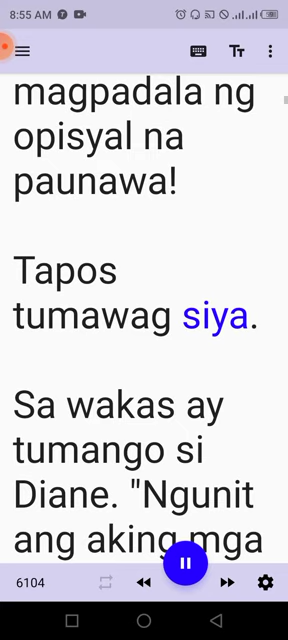 8:55 AM
magpadala ng
opisyal na
paunawa!
Tapos
tumawag siya.
Sa wakas ay
tumango si
Diane. "Ngunit
ang aking mga
6104